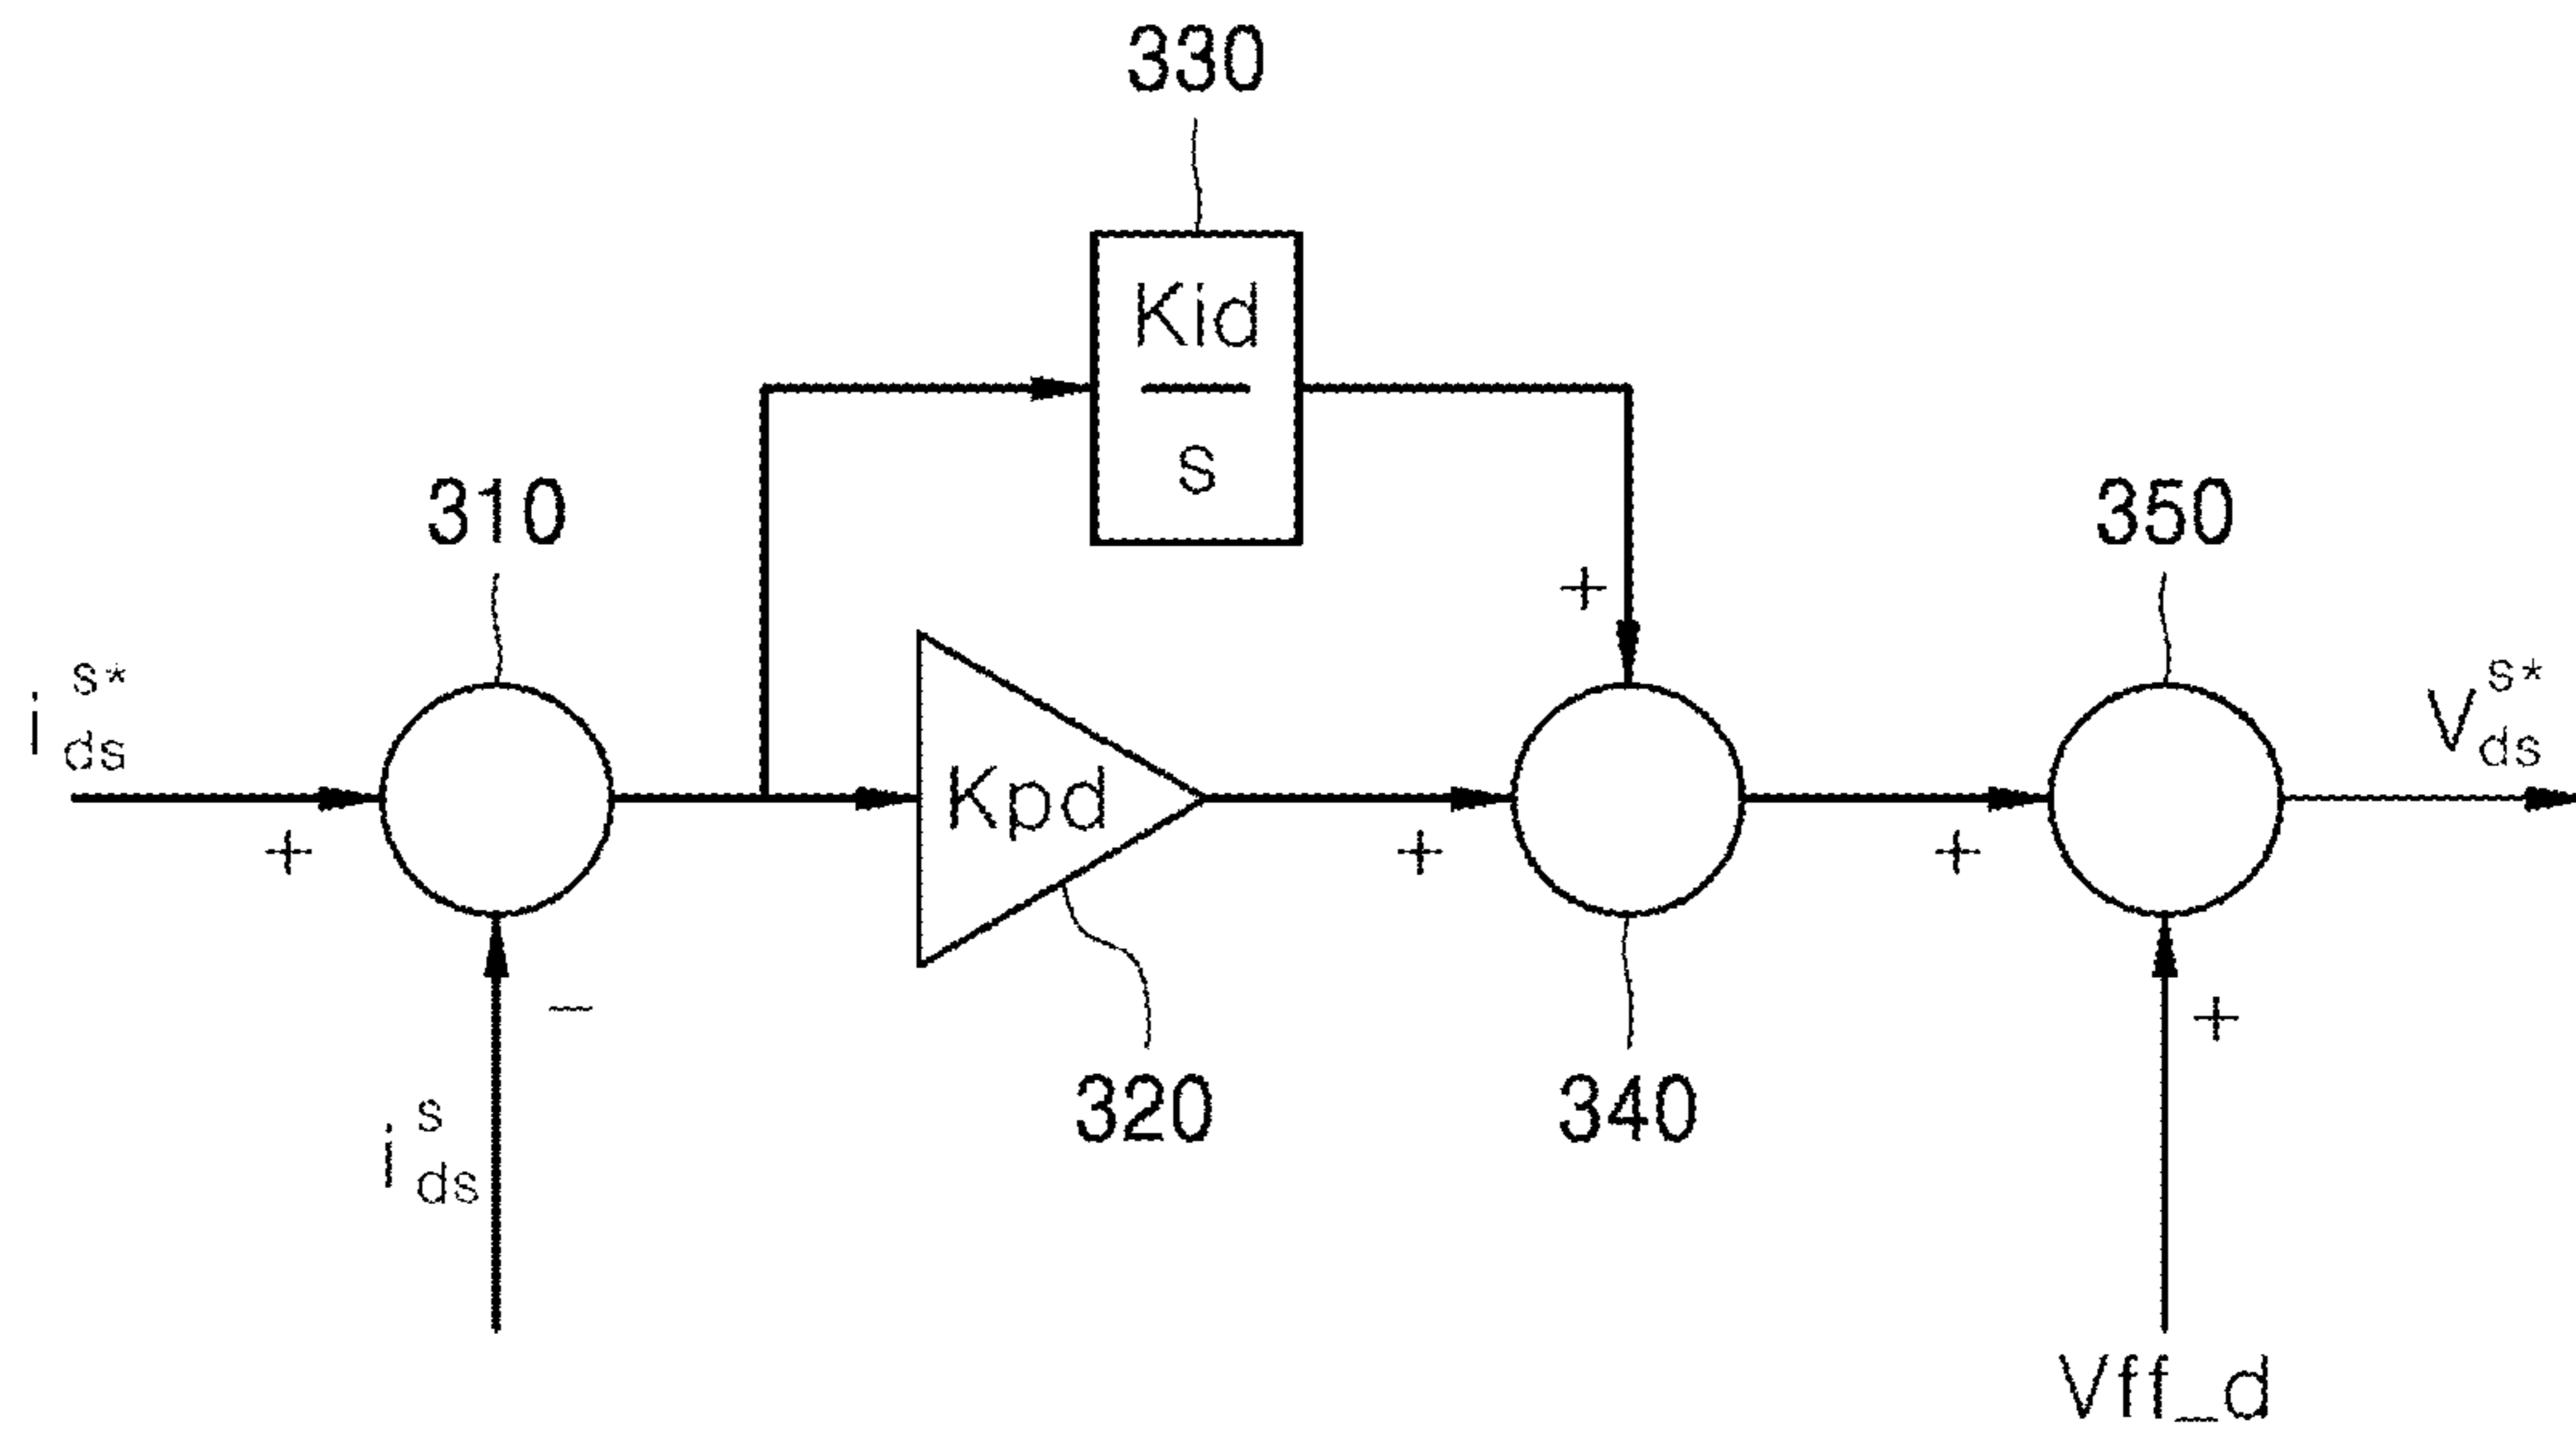 330
Kid
s
310
350
+
i ds s*
V ds s*
Kpd
+
+
+
−
+
i ds s
320
340
Vff_d